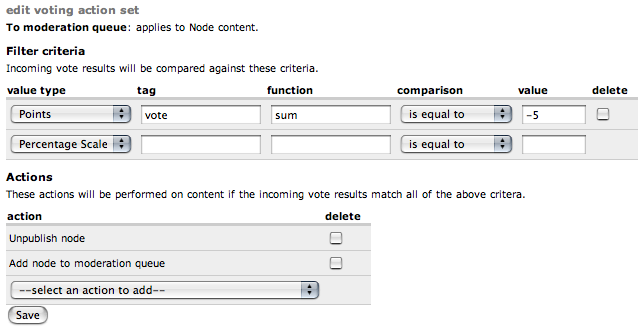 edit voting action set
To moderation queue: applies to Node content.
Filter criteria
Incoming vote results will be compared against these criteria.
value type tag function comparison value delete
Points vote sum is equal to -5
Percentage Scale is equal to
Actions
These actions will be performed on content if the incoming vote results match all of the above critera.
action delete
Unpublish node
Add node to moderation queue
--select an action to add--
Save